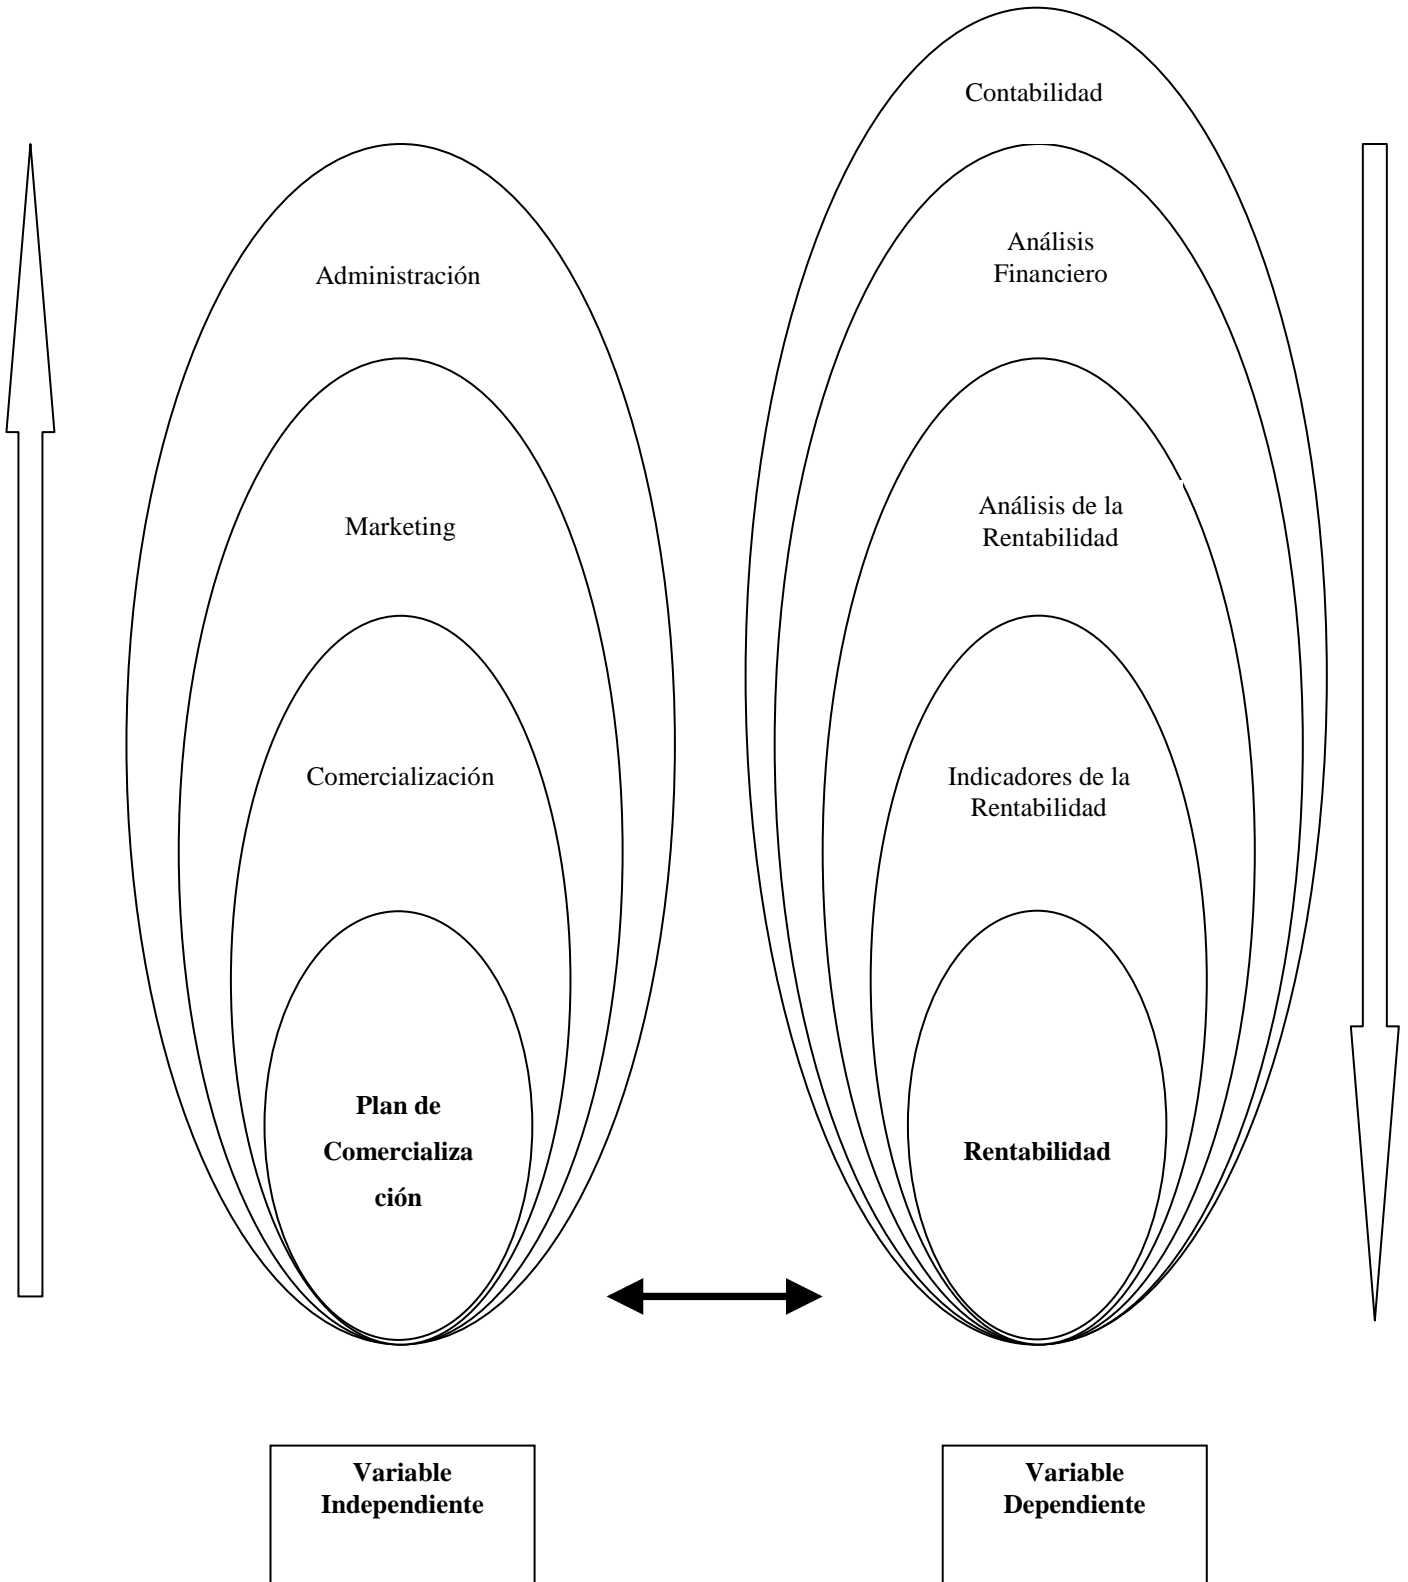 Contabilidad
Análisis
Financiero
Administración
Análisis de la
Rentabilidad
Marketing
Comercialización
Indicadores de la
Rentabilidad
Plan de
Comercializa
ción
Rentabilidad
Variable
Independiente
Variable
Dependiente